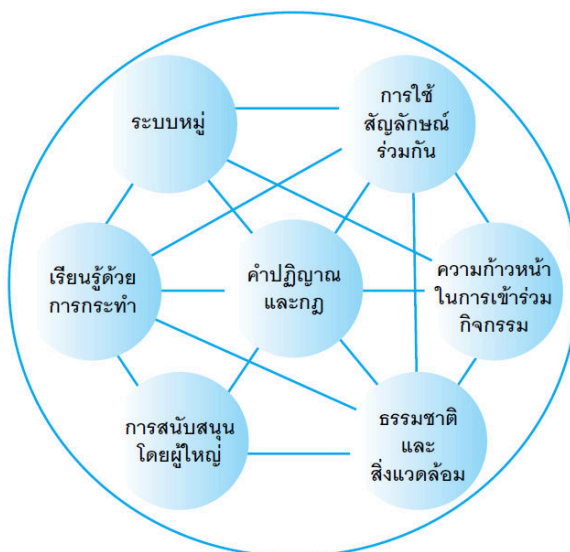 ระบบหมู่
การใช้
สัญลักษณ์
ร่วมกัน
เรียนรู้ด้วย
การกระทำ
คำปฏิญาณ
และกฎ
ความก้าวหน้า
ในการเข้าร่วม
กิจกรรม
การสนับสนุน
โดยผู้ใหญ่
ธรรมชาติ
และ
สิ่งแวดล้อม